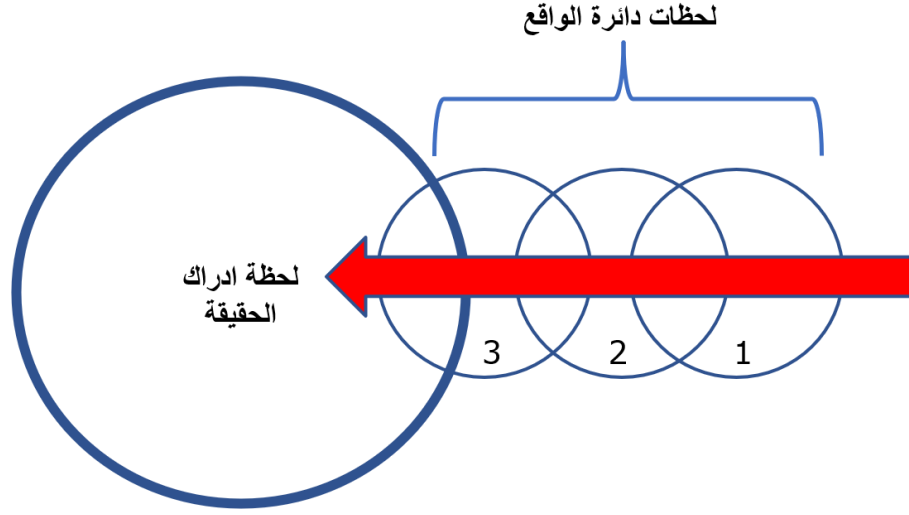 لحظات دائرة الواقع
لحظة ادراك
الحقيقة
1
2
3